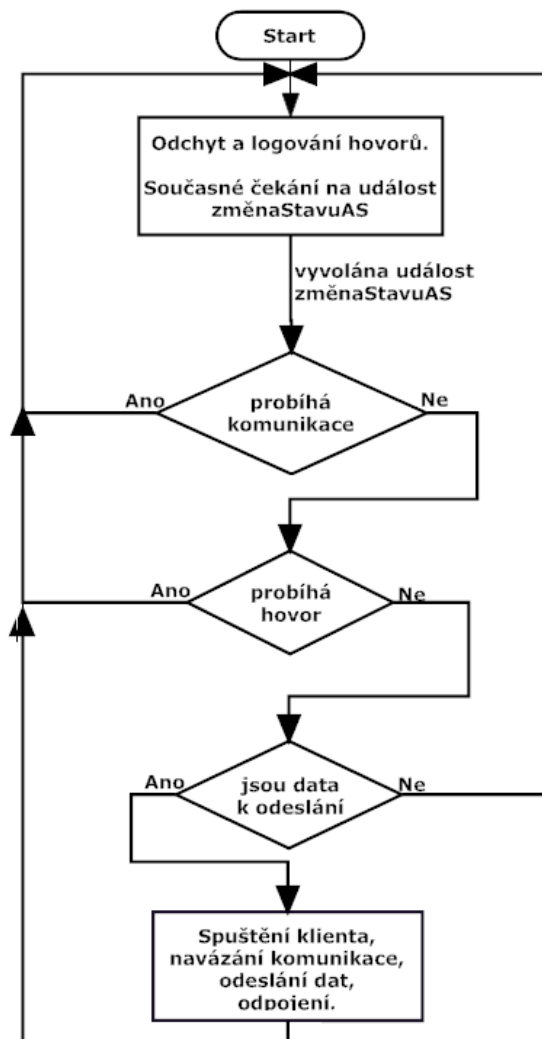 Start
Odchyt a logování hovorů.
Současné čekání na událost
změnaStavuAS
vyvolána událost
změnaStavuAS
Ano
probíhá
komunikace
Ne
Ano
probíhá
hovor
Ne
Ano
jsou data
k odeslání
Ne
Spuštění klienta,
navázání komunikace,
odeslání dat,
odpojení.